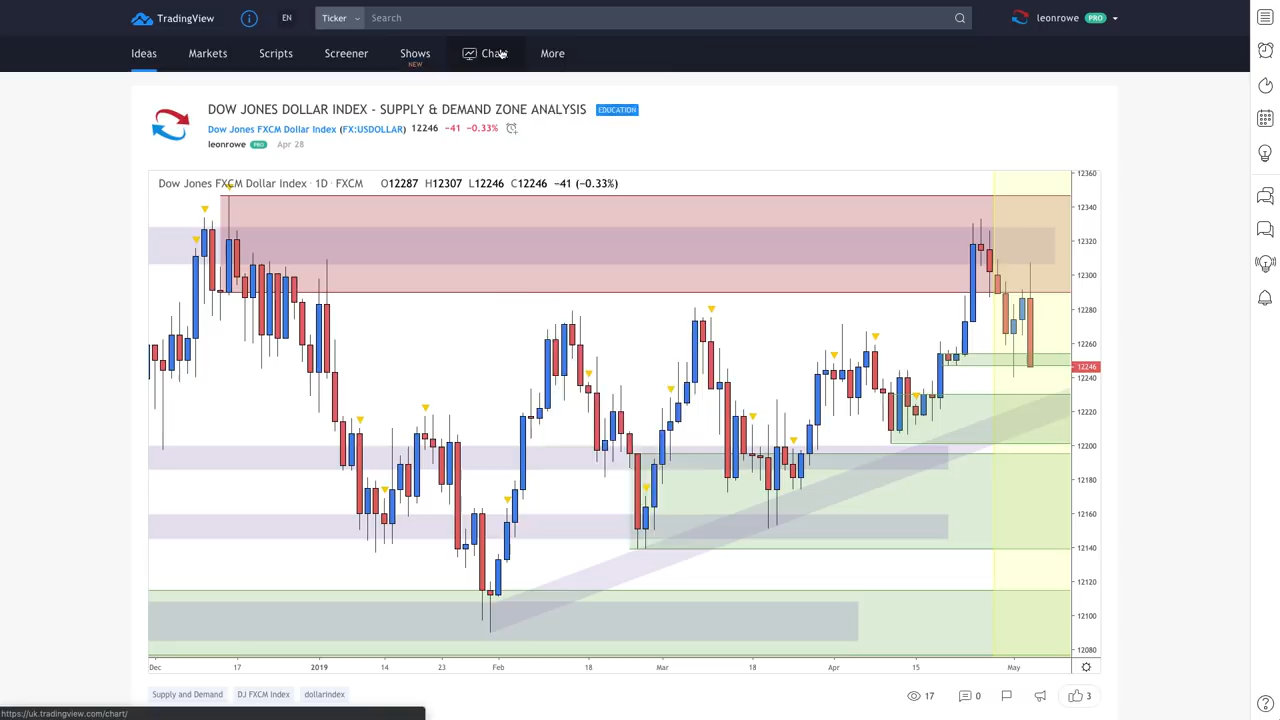 TradingView
EN
Ticker
Search
leonrowe PRO
Ideas
Markets
Scripts
Screener
Shows
NEW
Chart
More
DOW JONES DOLLAR INDEX - SUPPLY & DEMAND ZONE ANALYSIS EDUCATION
Dow Jones FXCM Dollar Index (FX:USDOLLAR) 12246 −41 −0.33%
leonrowe PRO Apr 28
Dow Jones FXCM Dollar Index · 1D · FXCM O12287 H12307 L12246 C12246 −41 (−0.33%)
12360
12340
12320
12300
12280
12260
12246
12240
12220
12200
12180
12160
12140
12120
12100
12080
Dec 17 2019 14 23 Feb 18 Mar 18 Apr 15 May
Supply and Demand
DJ FXCM Index
dollarindex
17
0
3
https://uk.tradingview.com/chart/